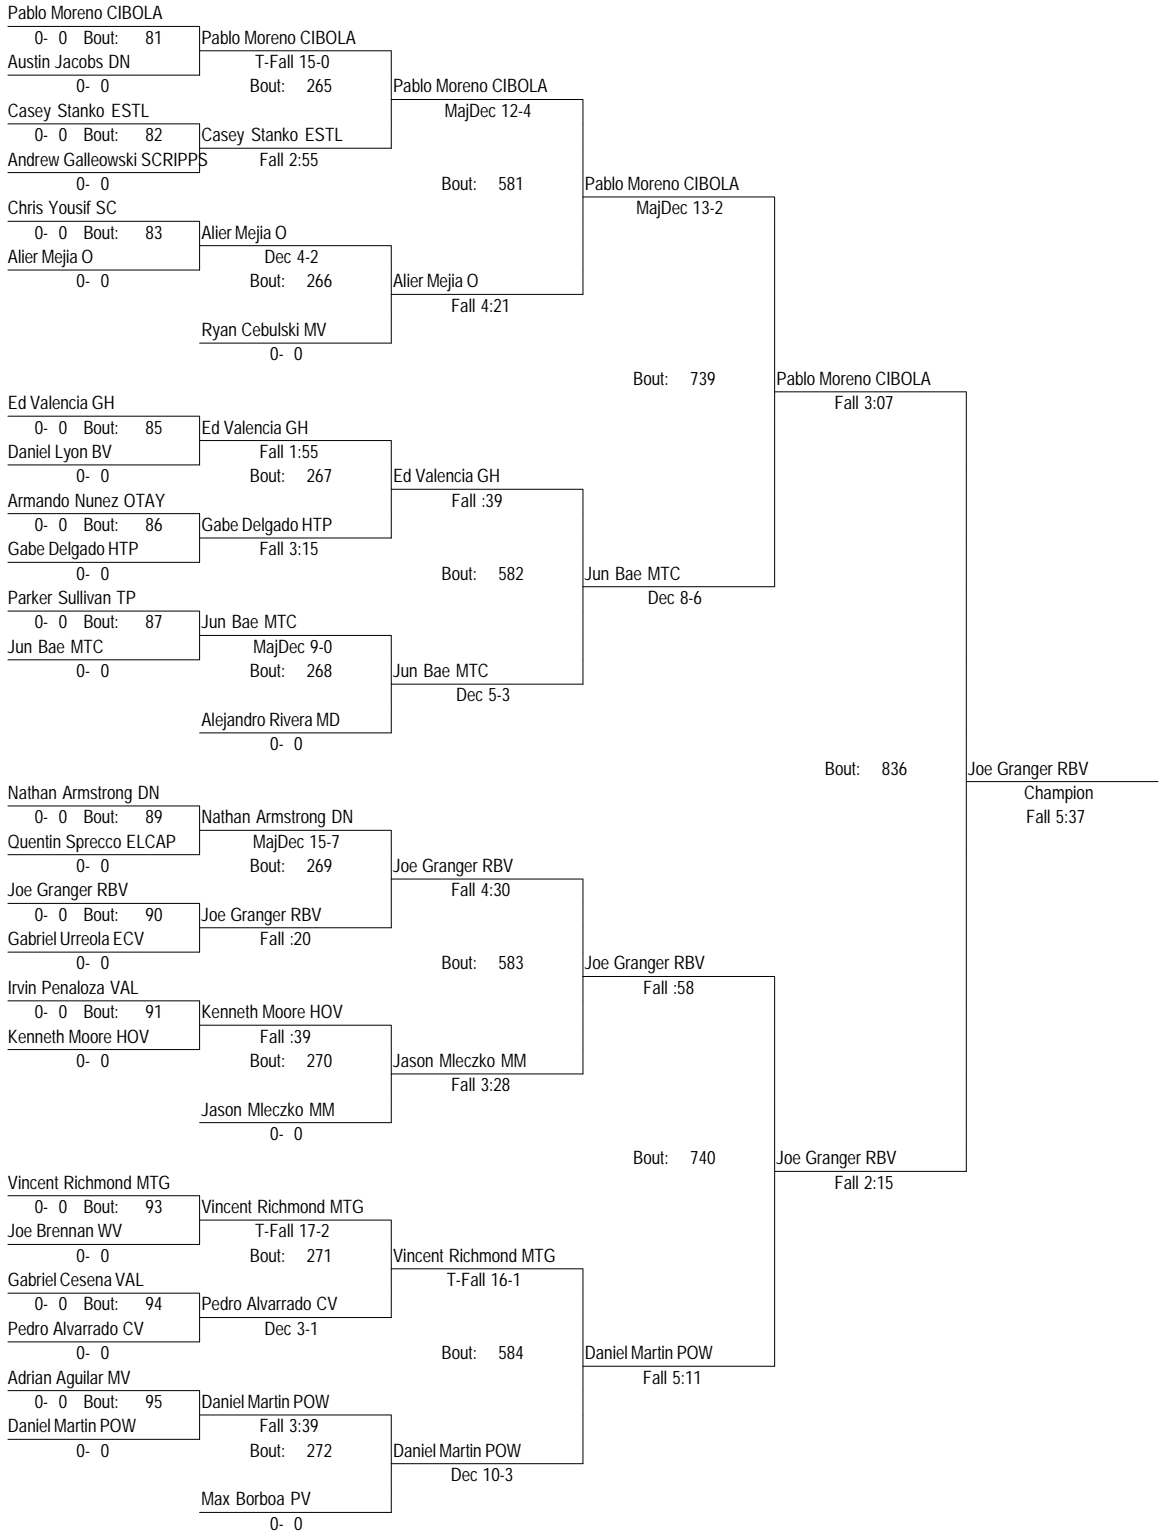 Pablo Moreno CIBOLA
0- 0 Bout: 81 Pablo Moreno CIBOLA
Austin Jacobs DN T-Fall 15-0
0- 0 Bout: 265 Pablo Moreno CIBOLA
Casey Stanko ESTL MajDec 12-4
0- 0 Bout: 82 Casey Stanko ESTL
Andrew Galleowski SCRIPPS Fall 2:55
0- 0 Bout: 581 Pablo Moreno CIBOLA
Chris Yousif SC MajDec 13-2
0- 0 Bout: 83 Alier Mejia O
Alier Mejia O Dec 4-2
0- 0 Bout: 266 Alier Mejia O
Fall 4:21
Ryan Cebulski MV
0- 0
Bout: 739 Pablo Moreno CIBOLA
Ed Valencia GH Fall 3:07
0- 0 Bout: 85 Ed Valencia GH
Daniel Lyon BV Fall 1:55
0- 0 Bout: 267 Ed Valencia GH
Armando Nunez OTAY Fall :39
0- 0 Bout: 86 Gabe Delgado HTP
Gabe Delgado HTP Fall 3:15
0- 0 Bout: 582 Jun Bae MTC
Parker Sullivan TP Dec 8-6
0- 0 Bout: 87 Jun Bae MTC
Jun Bae MTC MajDec 9-0
0- 0 Bout: 268 Jun Bae MTC
Dec 5-3
Alejandro Rivera MD
0- 0
Bout: 836 Joe Granger RBV
Nathan Armstrong DN Champion
0- 0 Bout: 89 Nathan Armstrong DN Fall 5:37
Quentin Sprecco ELCAP MajDec 15-7
0- 0 Bout: 269 Joe Granger RBV
Joe Granger RBV Fall 4:30
0- 0 Bout: 90 Joe Granger RBV
Gabriel Urreola ECV Fall :20
0- 0 Bout: 583 Joe Granger RBV
Irvin Penaloza VAL Fall :58
0- 0 Bout: 91 Kenneth Moore HOV
Kenneth Moore HOV Fall :39
0- 0 Bout: 270 Jason Mleczko MM
Fall 3:28
Jason Mleczko MM
0- 0
Bout: 740 Joe Granger RBV
Vincent Richmond MTG Fall 2:15
0- 0 Bout: 93 Vincent Richmond MTG
Joe Brennan WV T-Fall 17-2
0- 0 Bout: 271 Vincent Richmond MTG
Gabriel Cesena VAL T-Fall 16-1
0- 0 Bout: 94 Pedro Alvarrado CV
Pedro Alvarrado CV Dec 3-1
0- 0 Bout: 584 Daniel Martin POW
Adrian Aguilar MV Fall 5:11
0- 0 Bout: 95 Daniel Martin POW
Daniel Martin POW Fall 3:39
0- 0 Bout: 272 Daniel Martin POW
Dec 10-3
Max Borboa PV
0- 0